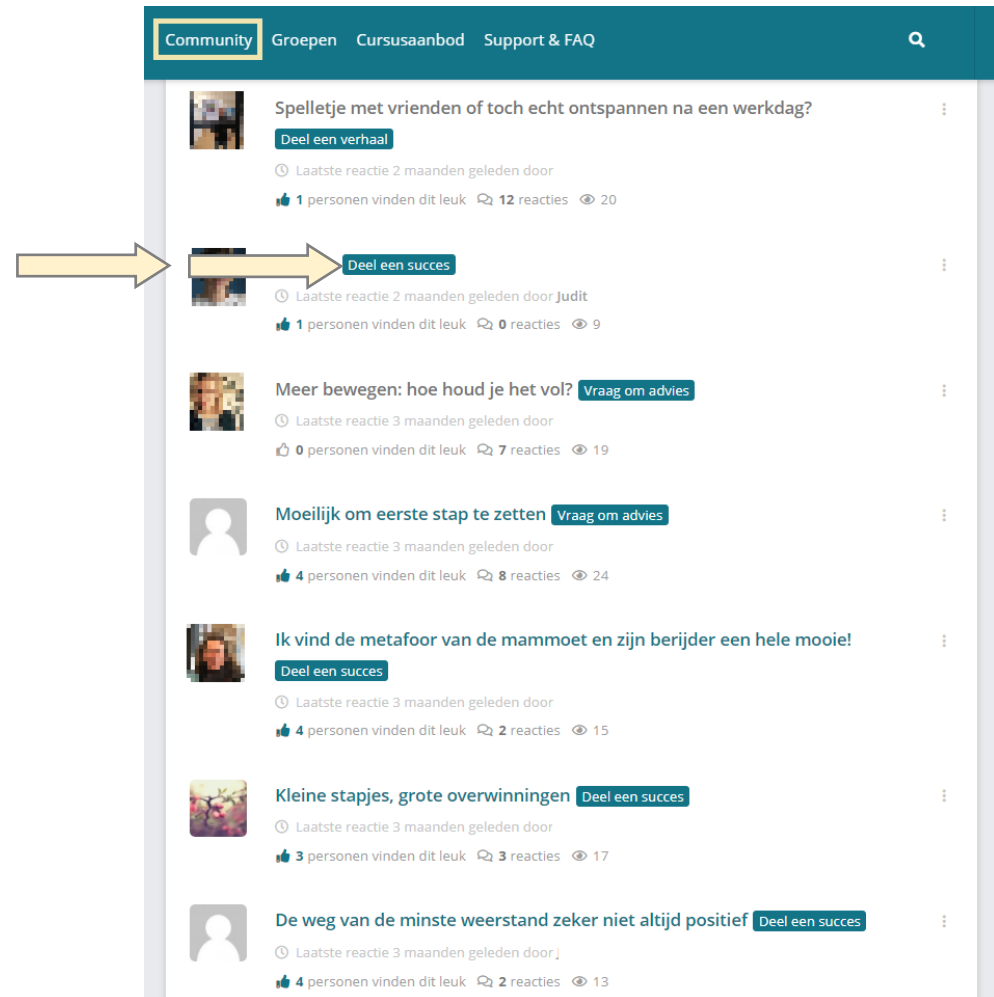 Community Groepen Cursusaanbod Support & FAQ
Spelletje met vrienden of toch echt ontspannen na een werkdag?
Deel een verhaal
Laatste reactie 2 maanden geleden door
1 personen vinden dit leuk 12 reacties 20
Deel een succes
Laatste reactie 2 maanden geleden door Judit
1 personen vinden dit leuk 0 reacties 9
Meer bewegen: hoe houd je het vol? Vraag om advies
Laatste reactie 3 maanden geleden door
0 personen vinden dit leuk 7 reacties 19
Moeilijk om eerste stap te zetten Vraag om advies
Laatste reactie 3 maanden geleden door
4 personen vinden dit leuk 8 reacties 24
Ik vind de metafoor van de mammoet en zijn berijder een hele mooie!
Deel een succes
Laatste reactie 3 maanden geleden door
4 personen vinden dit leuk 2 reacties 15
Kleine stapjes, grote overwinningen Deel een succes
Laatste reactie 3 maanden geleden door
3 personen vinden dit leuk 3 reacties 17
De weg van de minste weerstand zeker niet altijd positief Deel een succes
Laatste reactie 3 maanden geleden door
4 personen vinden dit leuk 2 reacties 13